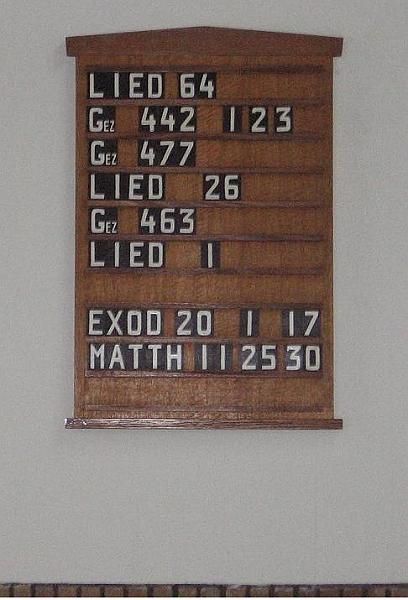 LIED 64
GEZ 442 1 2 3
GEZ 477
LIED 26
GEZ 463
LIED 1
EXOD 20 1 17
MATTH 11 25 30